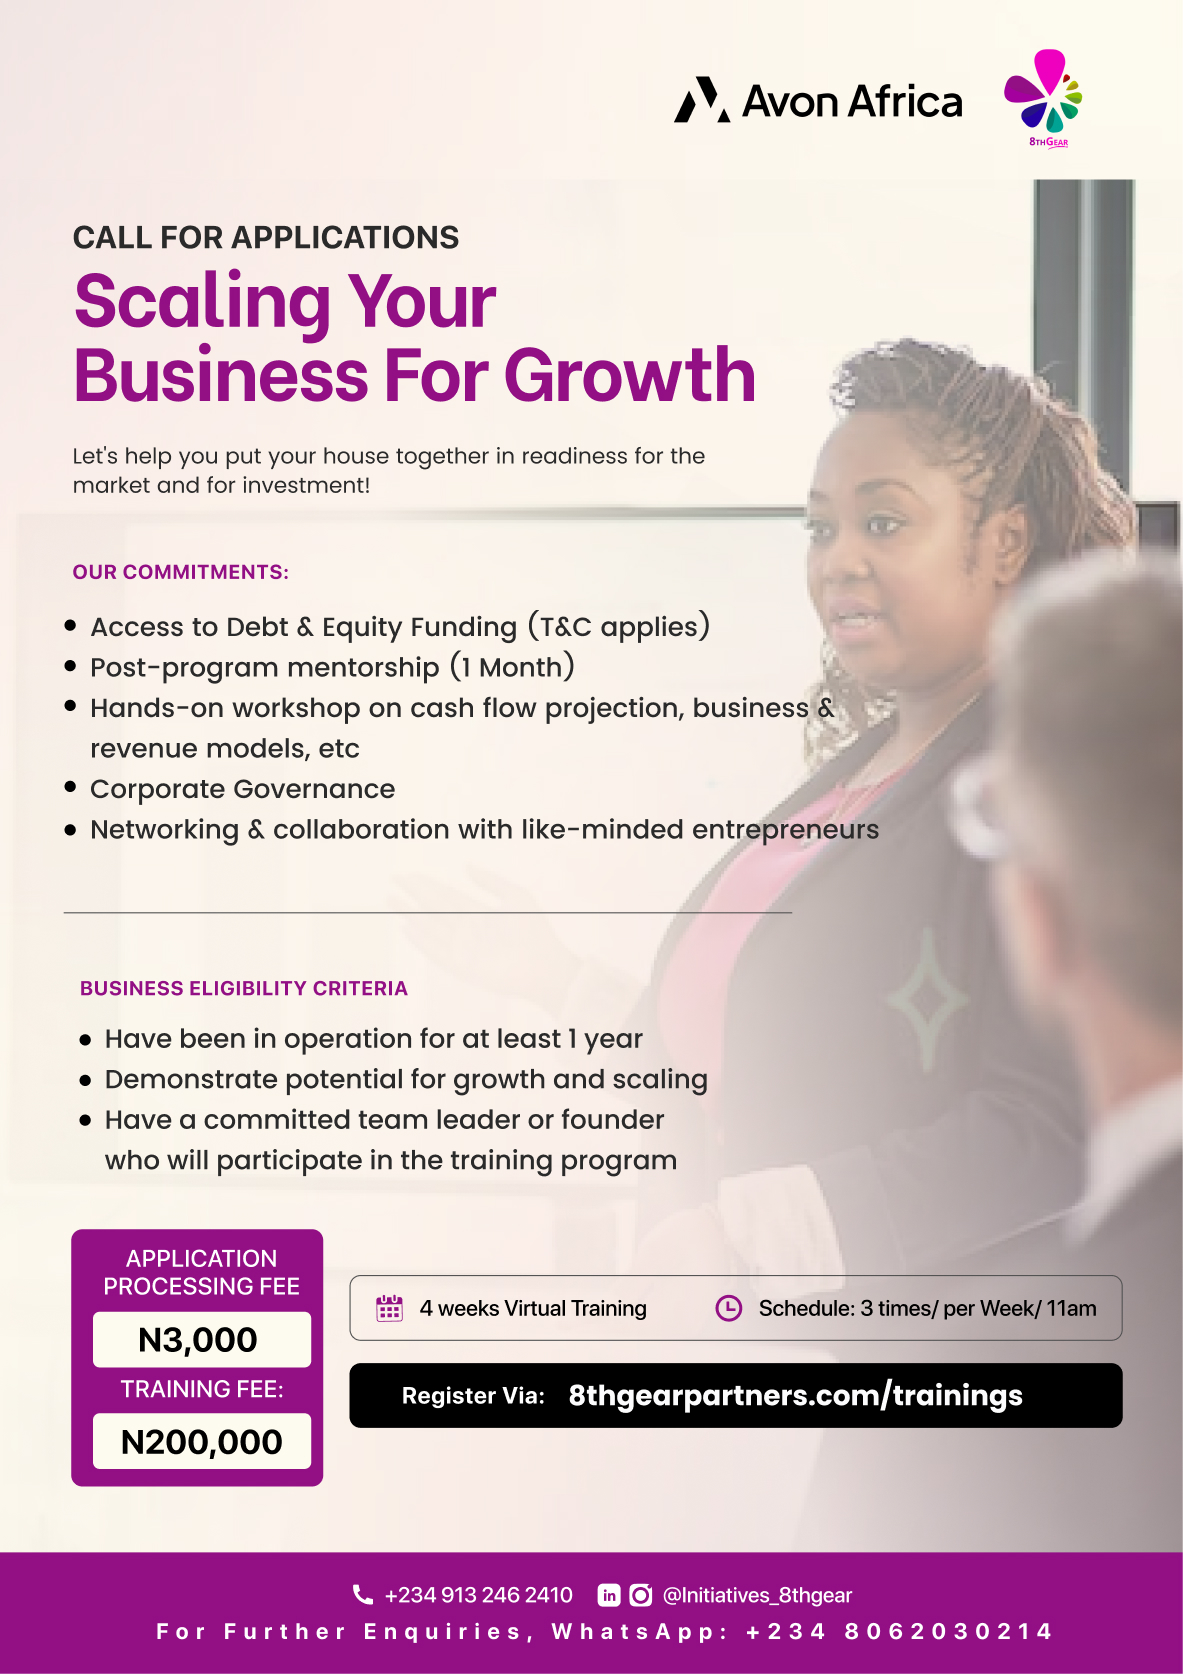 Avon Africa
8THGEAR
CALL FOR APPLICATIONS
Scaling Your
Business For Growth
Let's help you put your house together in readiness for the
market and for investment!
OUR COMMITMENTS:
Access to Debt & Equity Funding (T&C applies)
Post-program mentorship (1 Month)
Hands-on workshop on cash flow projection, business &
revenue models, etc
Corporate Governance
Networking & collaboration with like-minded entrepreneurs
BUSINESS ELIGIBILITY CRITERIA
Have been in operation for at least 1 year
Demonstrate potential for growth and scaling
Have a committed team leader or founder
who will participate in the training program
APPLICATION
PROCESSING FEE
N3,000
TRAINING FEE:
N200,000
4 weeks Virtual Training
Schedule: 3 times/ per Week/ 11am
Register Via: 8thgearpartners.com/trainings
+234 913 246 2410 in @Initiatives_8thgear
For Further Enquiries, WhatsApp: +234 8062030214